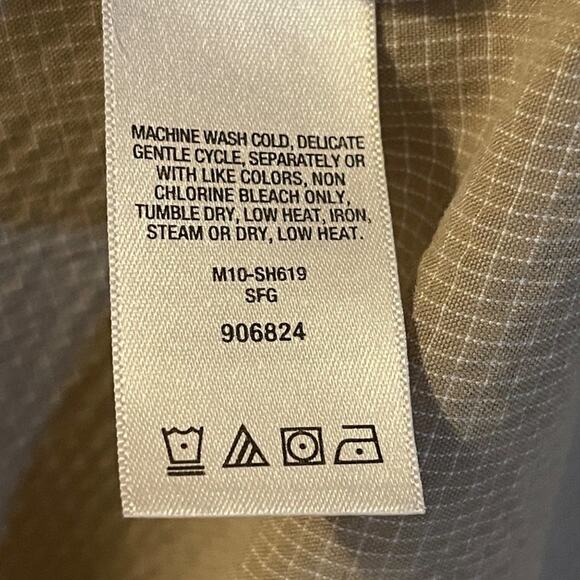 MACHINE WASH COLD, DELICATE
GENTLE CYCLE, SEPARATELY OR
WITH LIKE COLORS, NON
CHLORINE BLEACH ONLY,
TUMBLE DRY, LOW HEAT, IRON,
STEAM OR DRY, LOW HEAT.
M10-SH619
SFG
906824